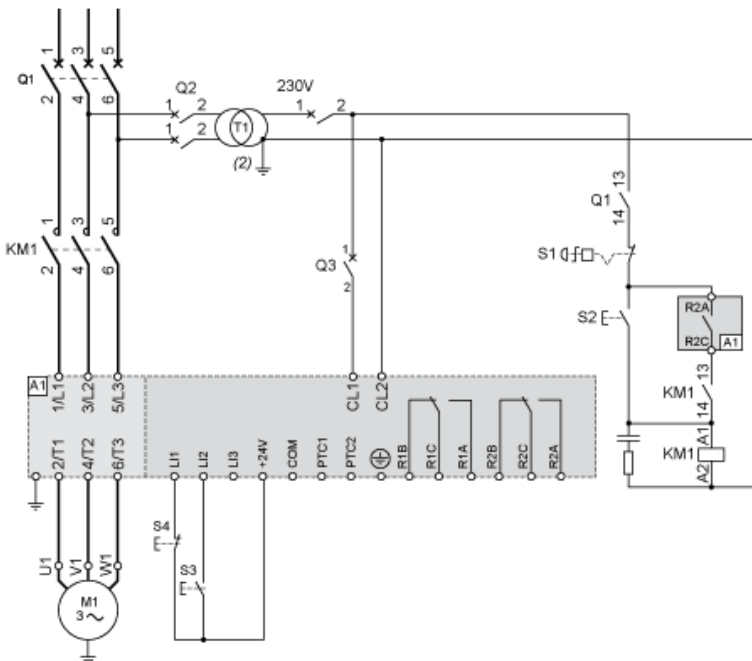 1 3 5
Q1
2 4 6
Q2
1 2
1 2
T1
(2)
230V
1 2
13
Q1
14
1 3 5
KM1
2 4 6
1
Q3
2
S1
S2
R2A
R2C
A1
13
KM1
14
A1
KM1
A2
A1
1/L1 3/L2 5/L3
CL1 CL2
2/T1 4/T2 6/T3
LI1 LI2 LI3 +24V COM PTC1 PTC2 R1B R1C R1A R2B R2C R2A
S4
S3
U1 V1 W1
M1
3 ~